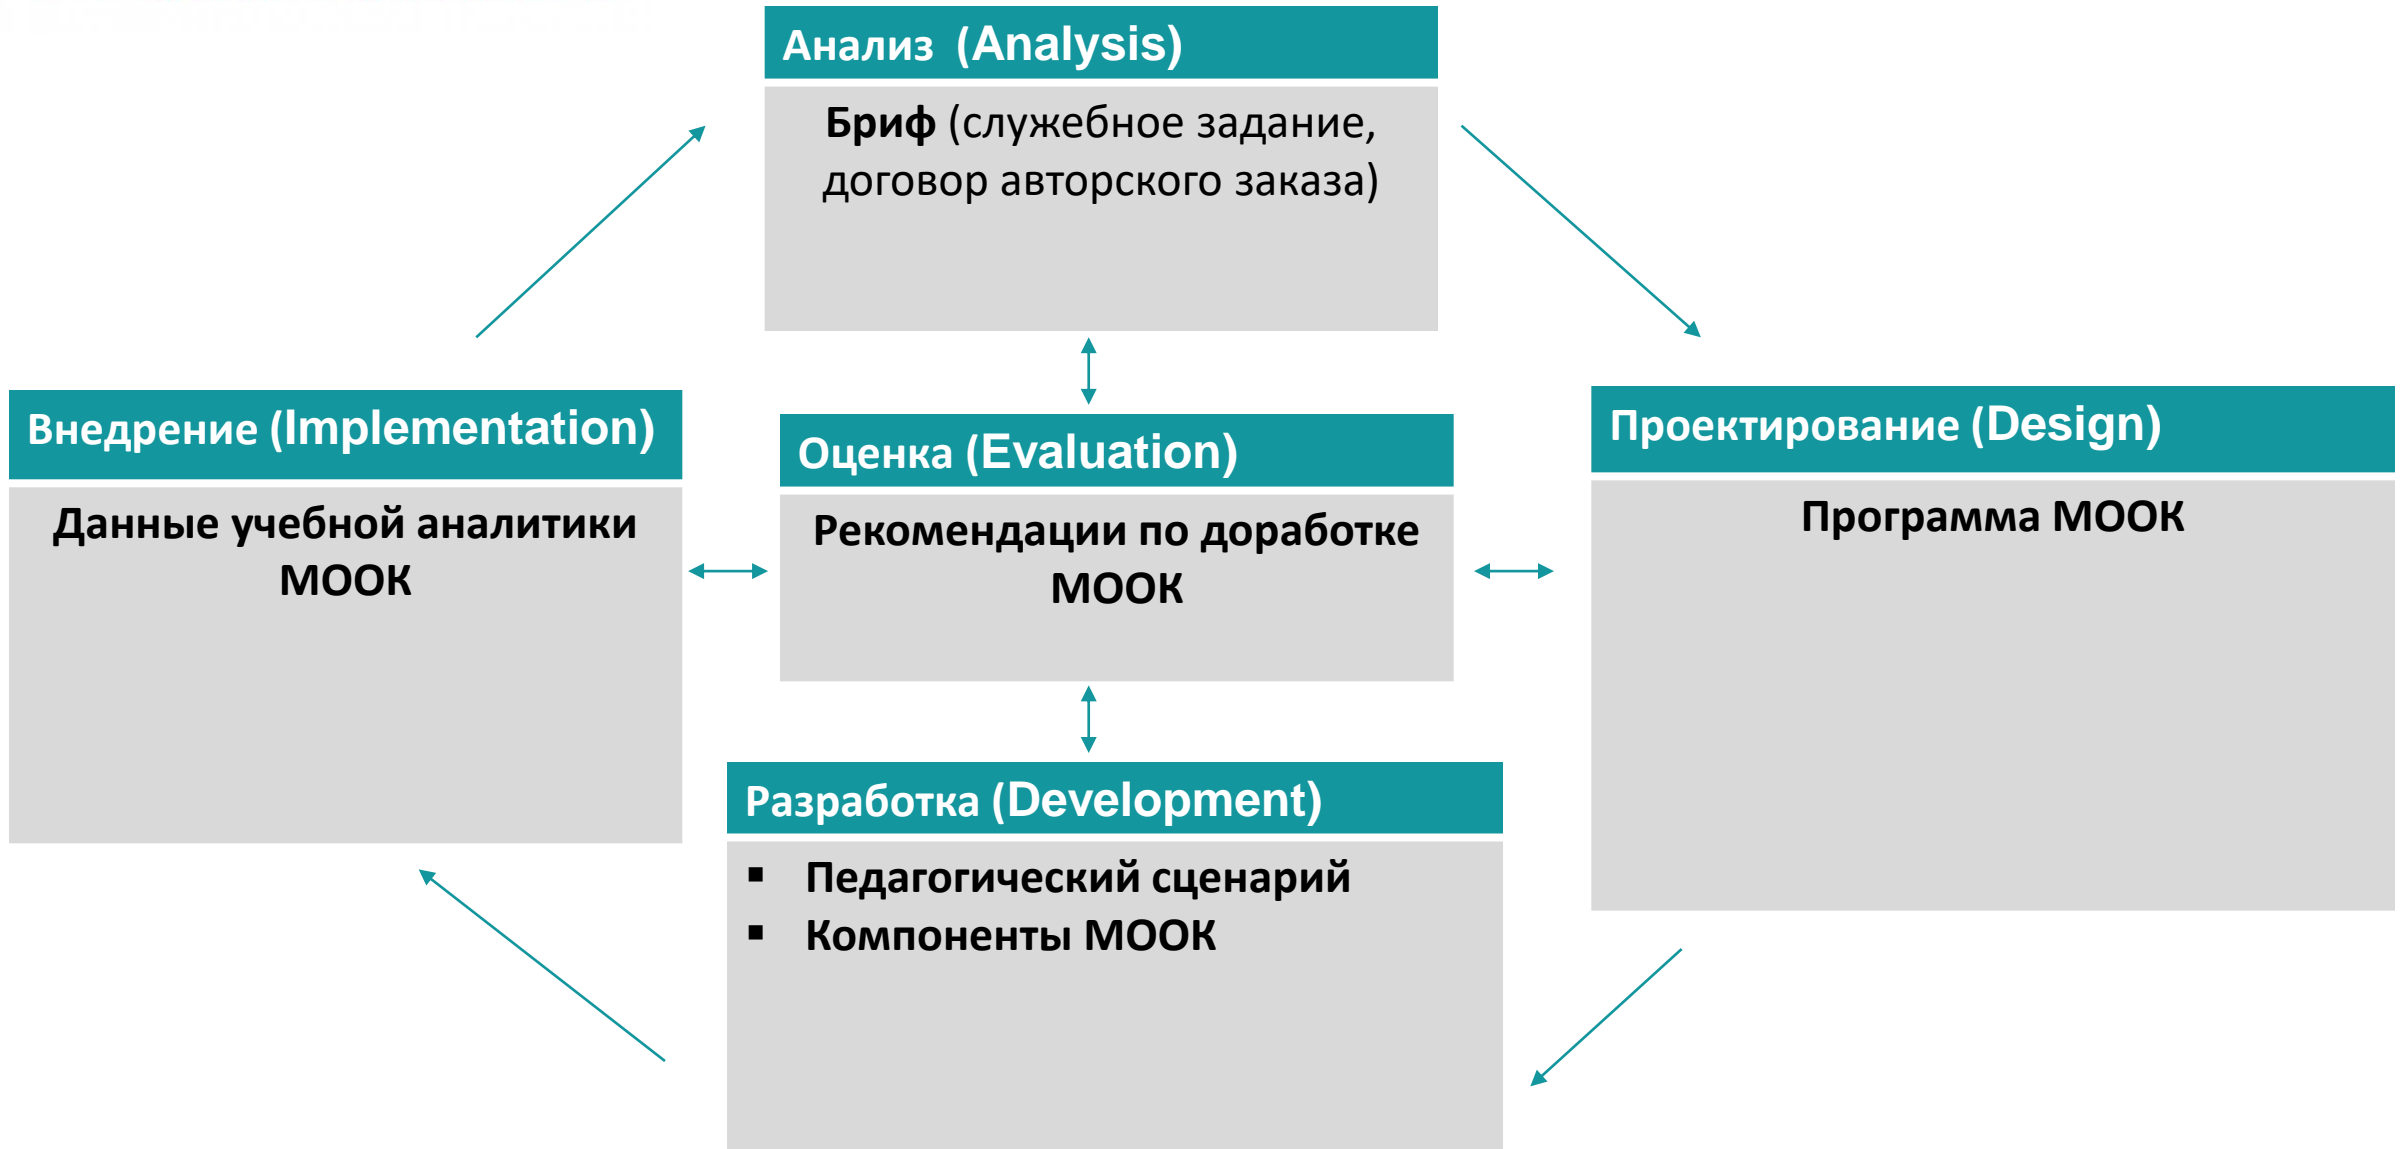 Анализ (Analysis)
Бриф (служебное задание,
договор авторского заказа)
Внедрение (Implementation)
Данные учебной аналитики
МООК
Оценка (Evaluation)
Рекомендации по доработке
МООК
Проектирование (Design)
Программа МООК
Разработка (Development)
▪ Педагогический сценарий
▪ Компоненты МООК